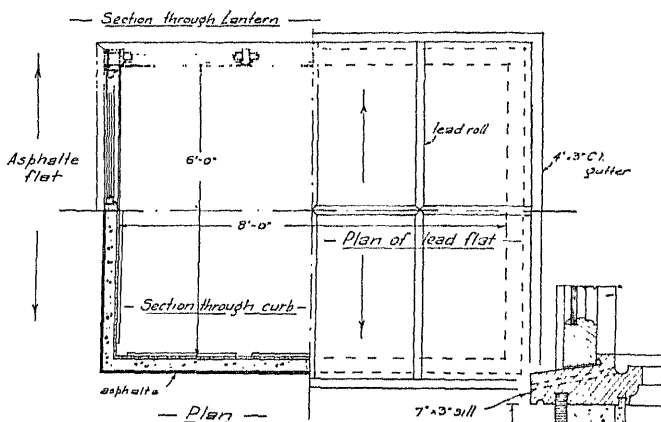 Section through Lantern
Asphalte
flat
6'-0"
lead roll
4"x3" C.I.
gutter
8'-0"
Plan of lead flat
Section through curb
asphalte
Plan
7"x3" sill